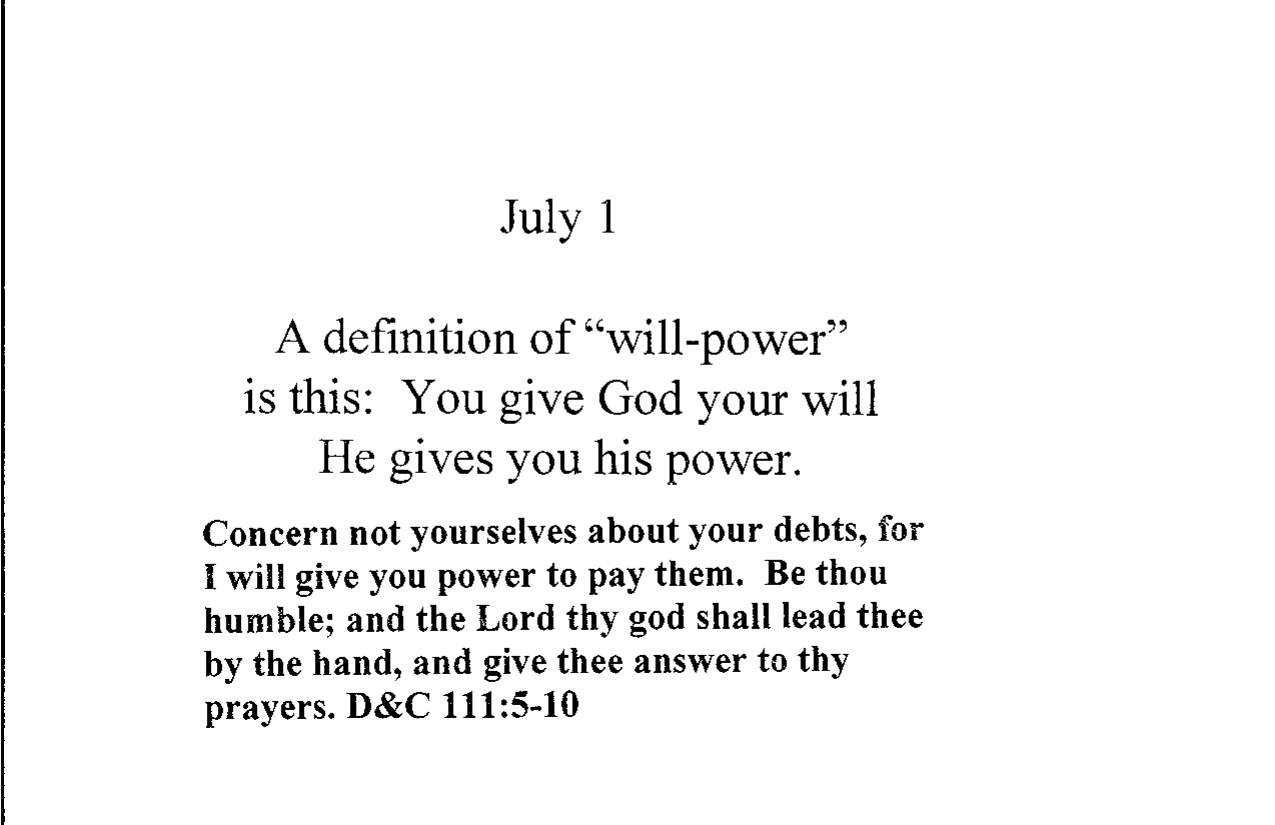 July 1
A definition of “will-power”
is this:  You give God your will
He gives you his power.
Concern not yourselves about your debts, for
I will give you power to pay them.  Be thou
humble; and the Lord thy god shall lead thee
by the hand, and give thee answer to thy
prayers. D&C 111:5-10